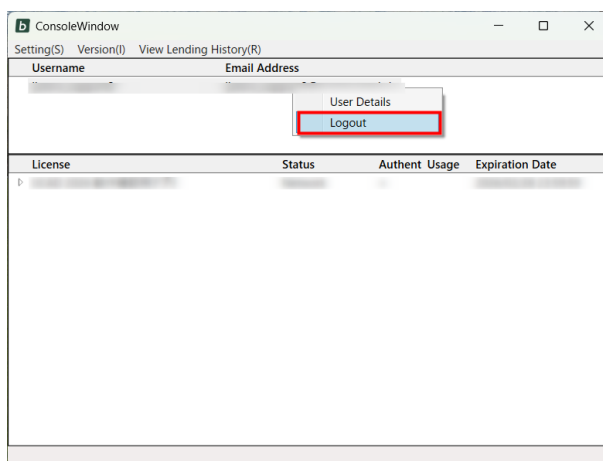 b ConsoleWindow
Setting(S) Version(I) View Lending History(R)
Username Email Address
User Details
Logout
License Status Authent Usage Expiration Date